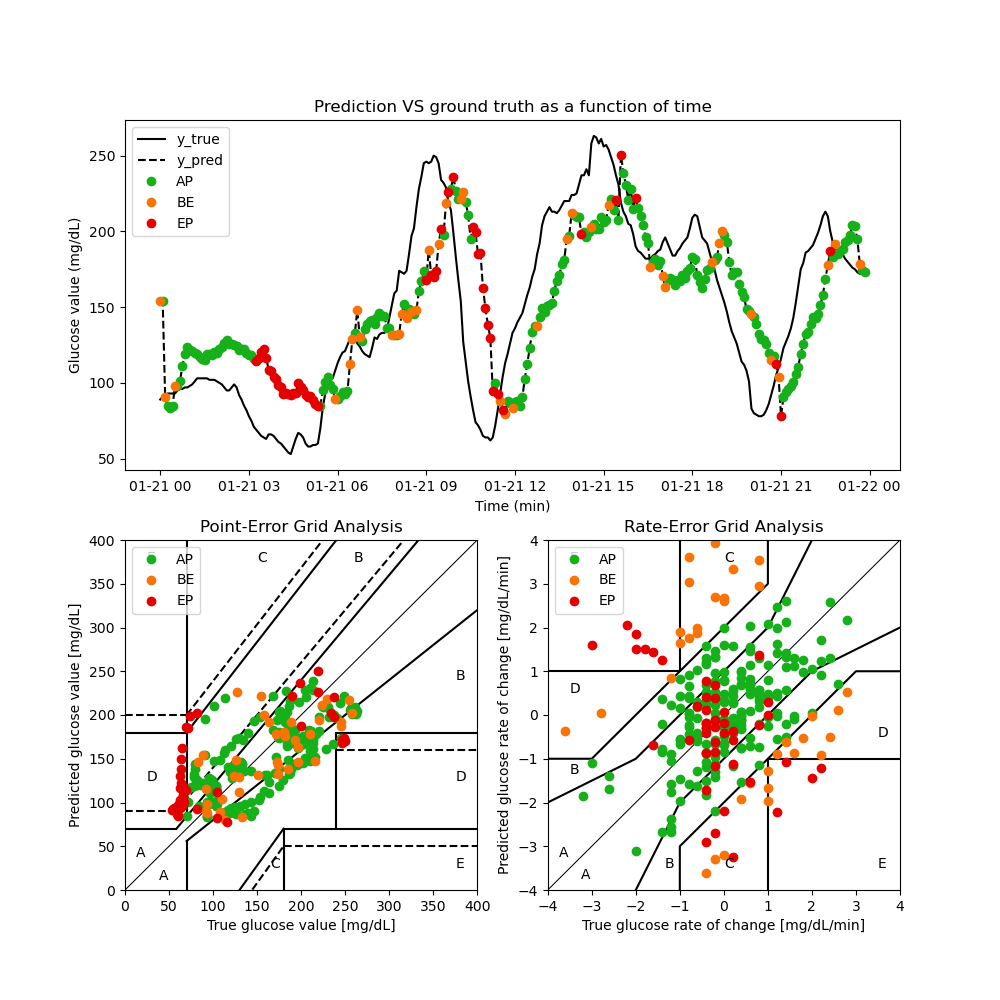 Prediction VS ground truth as a function of time
y_true
y_pred
AP
BE
EP
Glucose value (mg/dL)
250
200
150
100
50
01-21 00 01-21 03 01-21 06 01-21 09 01-21 12 01-21 15 01-21 18 01-21 21 01-22 00
Time (min)
Point-Error Grid Analysis
AP
BE
EP
C
B
B
D
D
A
A
C
E
Predicted glucose value [mg/dL]
400
350
300
250
200
150
100
50
0
0 50 100 150 200 250 300 350 400
True glucose value [mg/dL]
Rate-Error Grid Analysis
AP
BE
EP
C
D
D
B
A
A
B
C
E
Predicted glucose rate of change [mg/dL/min]
4
3
2
1
0
−1
−2
−3
−4
−4 −3 −2 −1 0 1 2 3 4
True glucose rate of change [mg/dL/min]